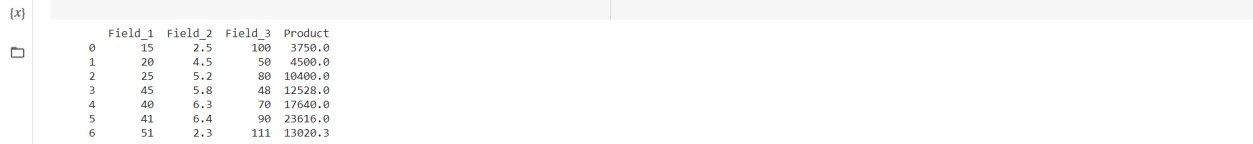 {x}
Field_1 Field_2 Field_3 Product
0 15 2.5 100 3750.0
1 20 4.5 50 4500.0
2 25 5.2 80 10400.0
3 45 5.8 48 12528.0
4 40 6.3 70 17640.0
5 41 6.4 90 23616.0
6 51 2.3 111 13020.3